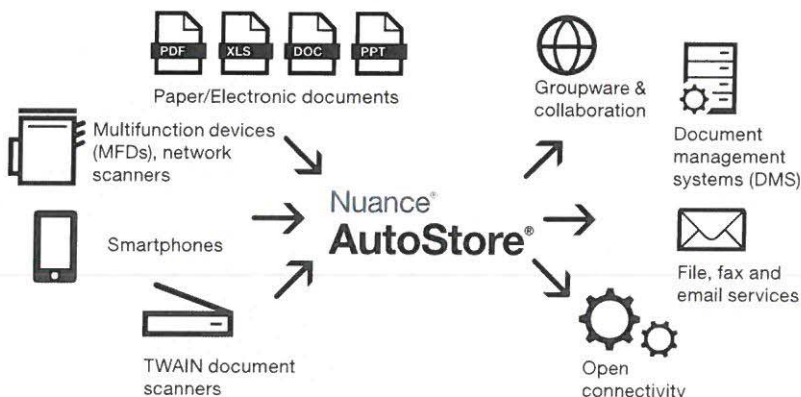 PDF
XLS
DOC
PPT
Paper/Electronic documents
Multifunction devices
(MFDs), network
scanners
Smartphones
TWAIN document
scanners
Nuance®
AutoStore®
Groupware &
collaboration
Document
management
systems (DMS)
File, fax and
email services
Open
connectivity